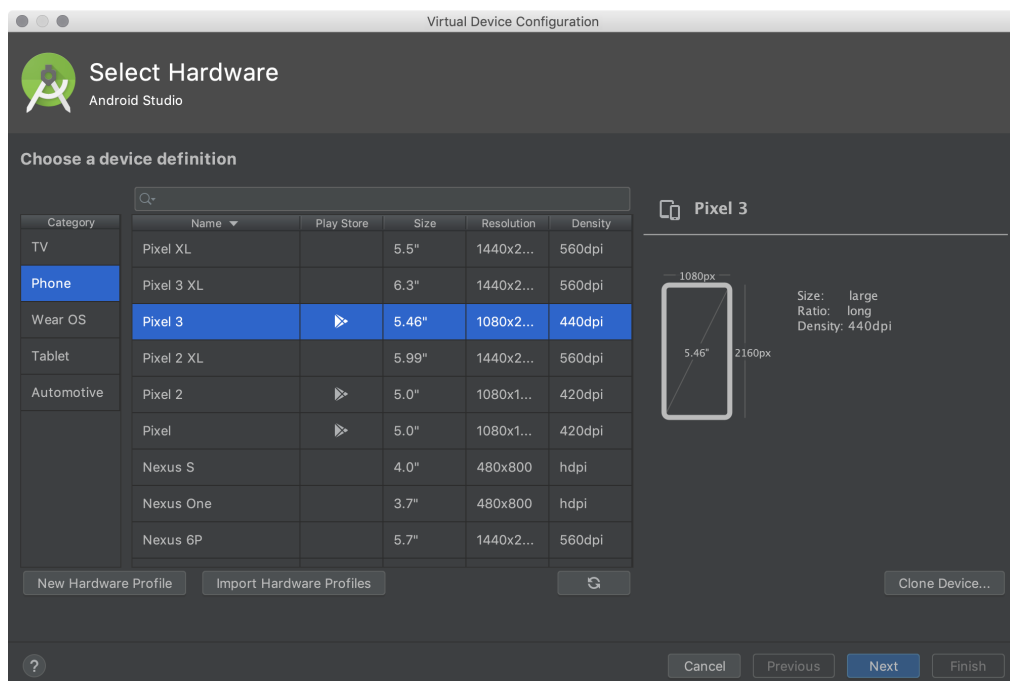 Virtual Device Configuration
Select Hardware
Android Studio
Choose a device definition
Category
TV
Phone
Wear OS
Tablet
Automotive
Name Play Store Size Resolution Density
Pixel XL 5.5" 1440x2... 560dpi
Pixel 3 XL 6.3" 1440x2... 560dpi
Pixel 3 5.46" 1080x2... 440dpi
Pixel 2 XL 5.99" 1440x2... 560dpi
Pixel 2 5.0" 1080x1... 420dpi
Pixel 5.0" 1080x1... 420dpi
Nexus S 4.0" 480x800 hdpi
Nexus One 3.7" 480x800 hdpi
Nexus 6P 5.7" 1440x2... 560dpi
New Hardware Profile Import Hardware Profiles
Pixel 3
1080px
5.46" 2160px
Size: large
Ratio: long
Density: 440dpi
Clone Device...
? Cancel Previous Next Finish